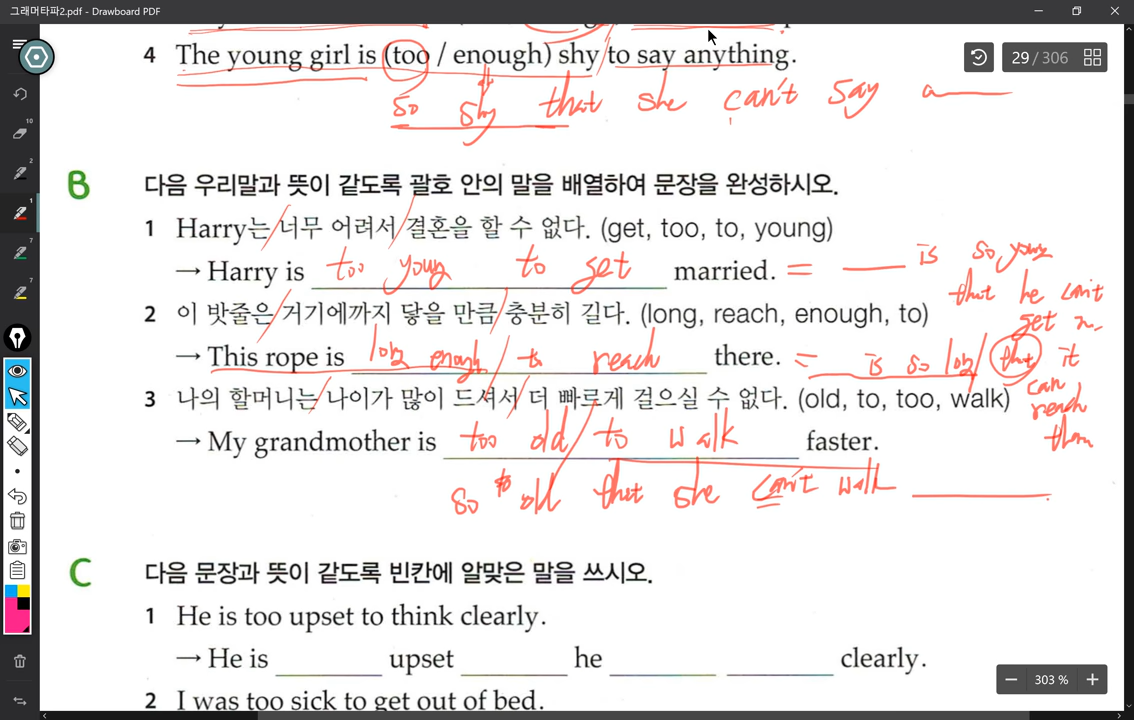 그래머타파2.pdf - Drawboard PDF
29 / 306
4 The young girl is (too / enough) shy to say anything.
so shy that she can't say a
B 다음 우리말과 뜻이 같도록 괄호 안의 말을 배열하여 문장을 완성하시오.
1 Harry는 너무 어려서 결혼을 할 수 없다. (get, too, to, young)
→ Harry is too young to get married. = is so young
that he can't
get
2 이 밧줄은 거기에까지 닿을 만큼 충분히 길다. (long, reach, enough, to)
→ This rope is long enough to reach there. = is so long that it
can reach
3 나의 할머니는 나이가 많이 드셔서 더 빠르게 걸으실 수 없다. (old, to, too, walk)
→ My grandmother is too old to walk faster.
so old that she can't walk
C 다음 문장과 뜻이 같도록 빈칸에 알맞은 말을 쓰시오.
1 He is too upset to think clearly.
→ He is ______ upset ______ he ______ ______ clearly.
2 I was too sick to get out of bed.
303 %